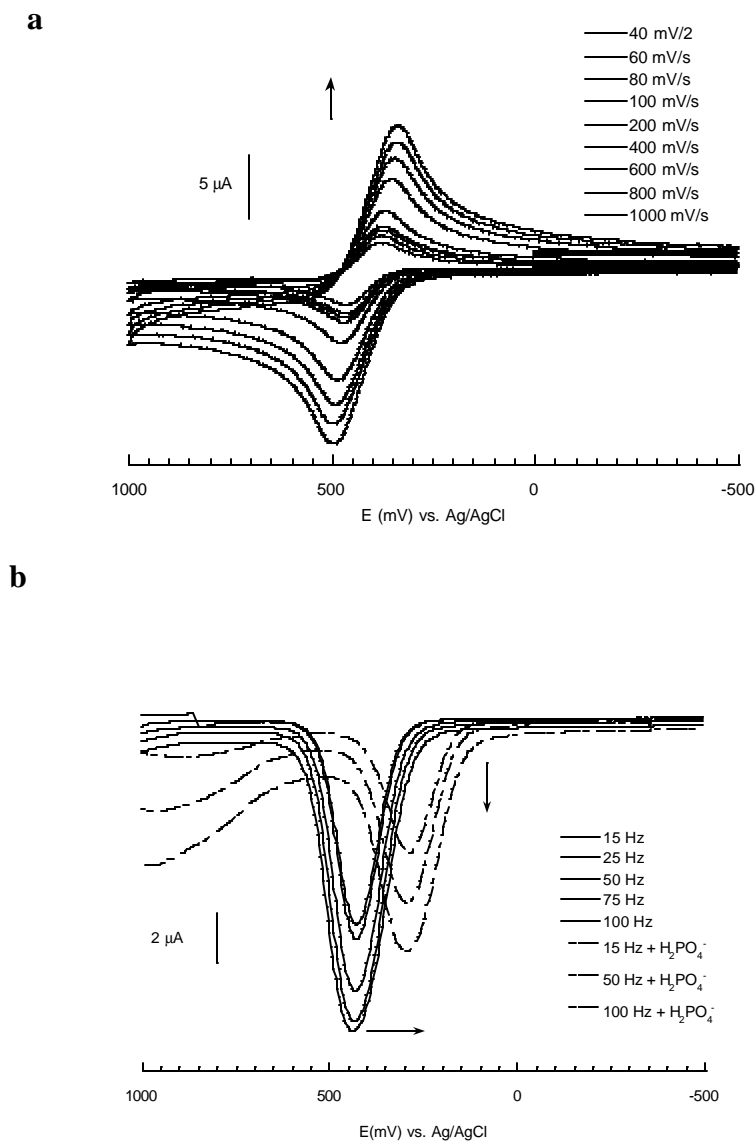 a
40 mV/2
60 mV/s
80 mV/s
100 mV/s
200 mV/s
400 mV/s
600 mV/s
800 mV/s
1000 mV/s
5 µA
1000 500 0 -500
E (mV) vs. Ag/AgCl
b
15 Hz
25 Hz
50 Hz
75 Hz
100 Hz
15 Hz + H₂PO₄⁻
50 Hz + H₂PO₄⁻
100 Hz + H₂PO₄⁻
2 µA
1000 500 0 -500
E(mV) vs. Ag/AgCl